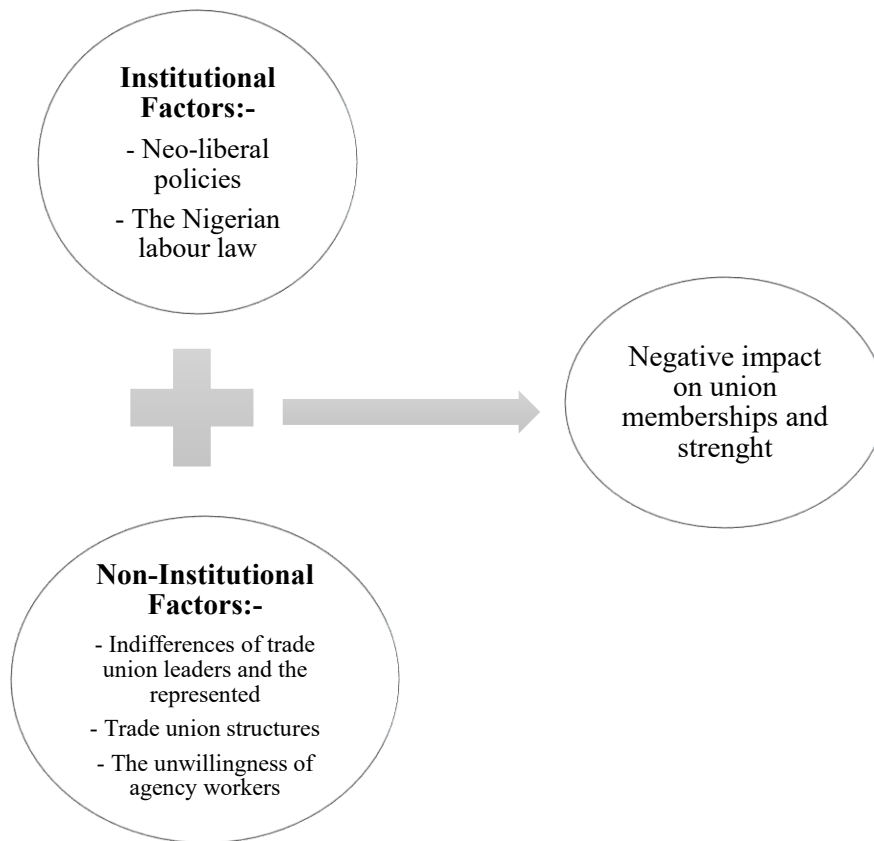 Institutional
Factors:-
- Neo-liberal
policies
- The Nigerian
labour law
Negative impact
on union
memberships and
strenght
Non-Institutional
Factors:-
- Indifferences of trade
union leaders and the
represented
- Trade union structures
- The unwillingness of
agency workers